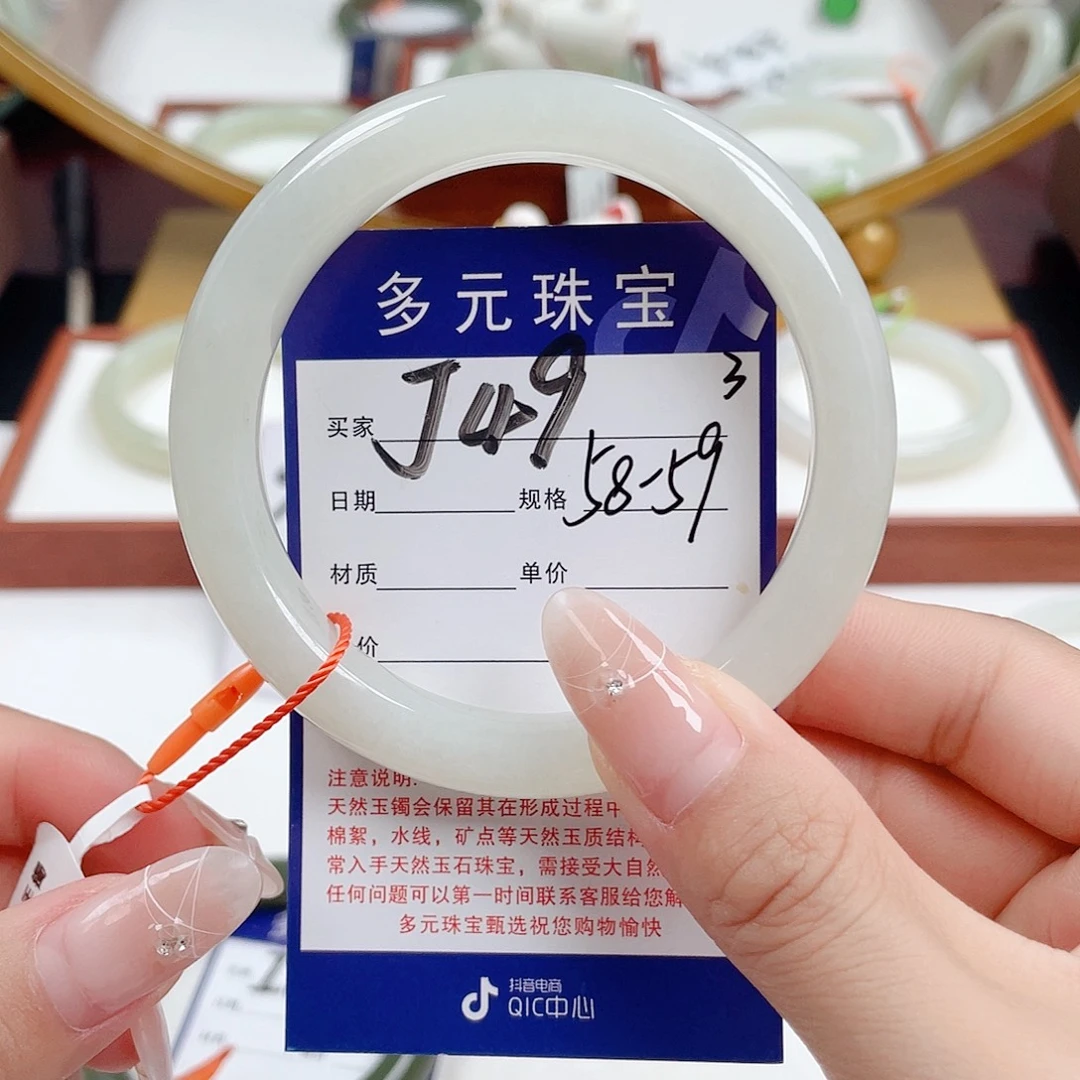 多元珠宝
3
买家 J49
日期 规格 58-59
材质 单价
价
注意说明:
天然玉镯会保留其在形成过程中
棉絮,水线,矿点等天然玉质结构
常入手天然玉石珠宝,需接受大自然
任何问题可以第一时间联系客服给您解
多元珠宝甄选祝您购物愉快
抖音电商
QIC中心